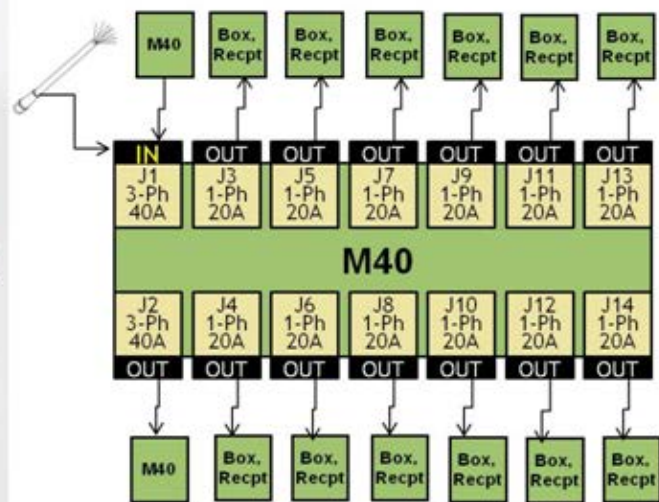 M40
Box,
Recpt
Box,
Recpt
Box,
Recpt
Box,
Recpt
Box,
Recpt
Box,
Recpt
IN OUT OUT OUT OUT OUT OUT
J1 J3 J5 J7 J9 J11 J13
3-Ph 1-Ph 1-Ph 1-Ph 1-Ph 1-Ph 1-Ph
40A 20A 20A 20A 20A 20A 20A
M40
J2 J4 J6 J8 J10 J12 J14
3-Ph 1-Ph 1-Ph 1-Ph 1-Ph 1-Ph 1-Ph
40A 20A 20A 20A 20A 20A 20A
OUT OUT OUT OUT OUT OUT OUT
M40
Box,
Recpt
Box,
Recpt
Box,
Recpt
Box,
Recpt
Box,
Recpt
Box,
Recpt